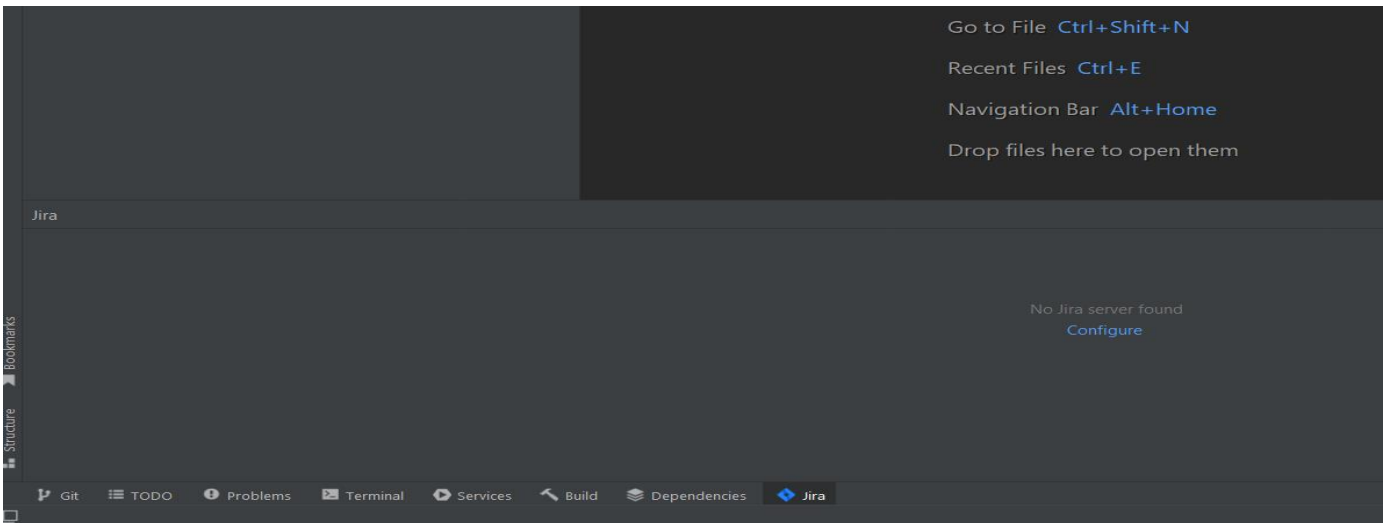 Go to File Ctrl+Shift+N
Recent Files Ctrl+E
Navigation Bar Alt+Home
Drop files here to open them
Jira
No Jira server found
Configure
Bookmarks
Structure
Git TODO Problems Terminal Services Build Dependencies Jira